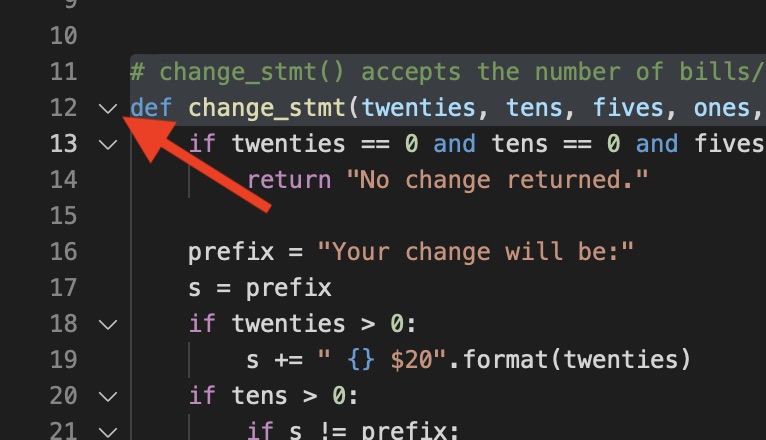 9
10
11 # change_stmt() accepts the number of bills/
12 def change_stmt(twenties, tens, fives, ones,
13 if twenties == 0 and tens == 0 and fives
14 return "No change returned."
15
16 prefix = "Your change will be:"
17 s = prefix
18 if twenties > 0:
19 s += " {} $20".format(twenties)
20 if tens > 0:
21 if s != prefix: